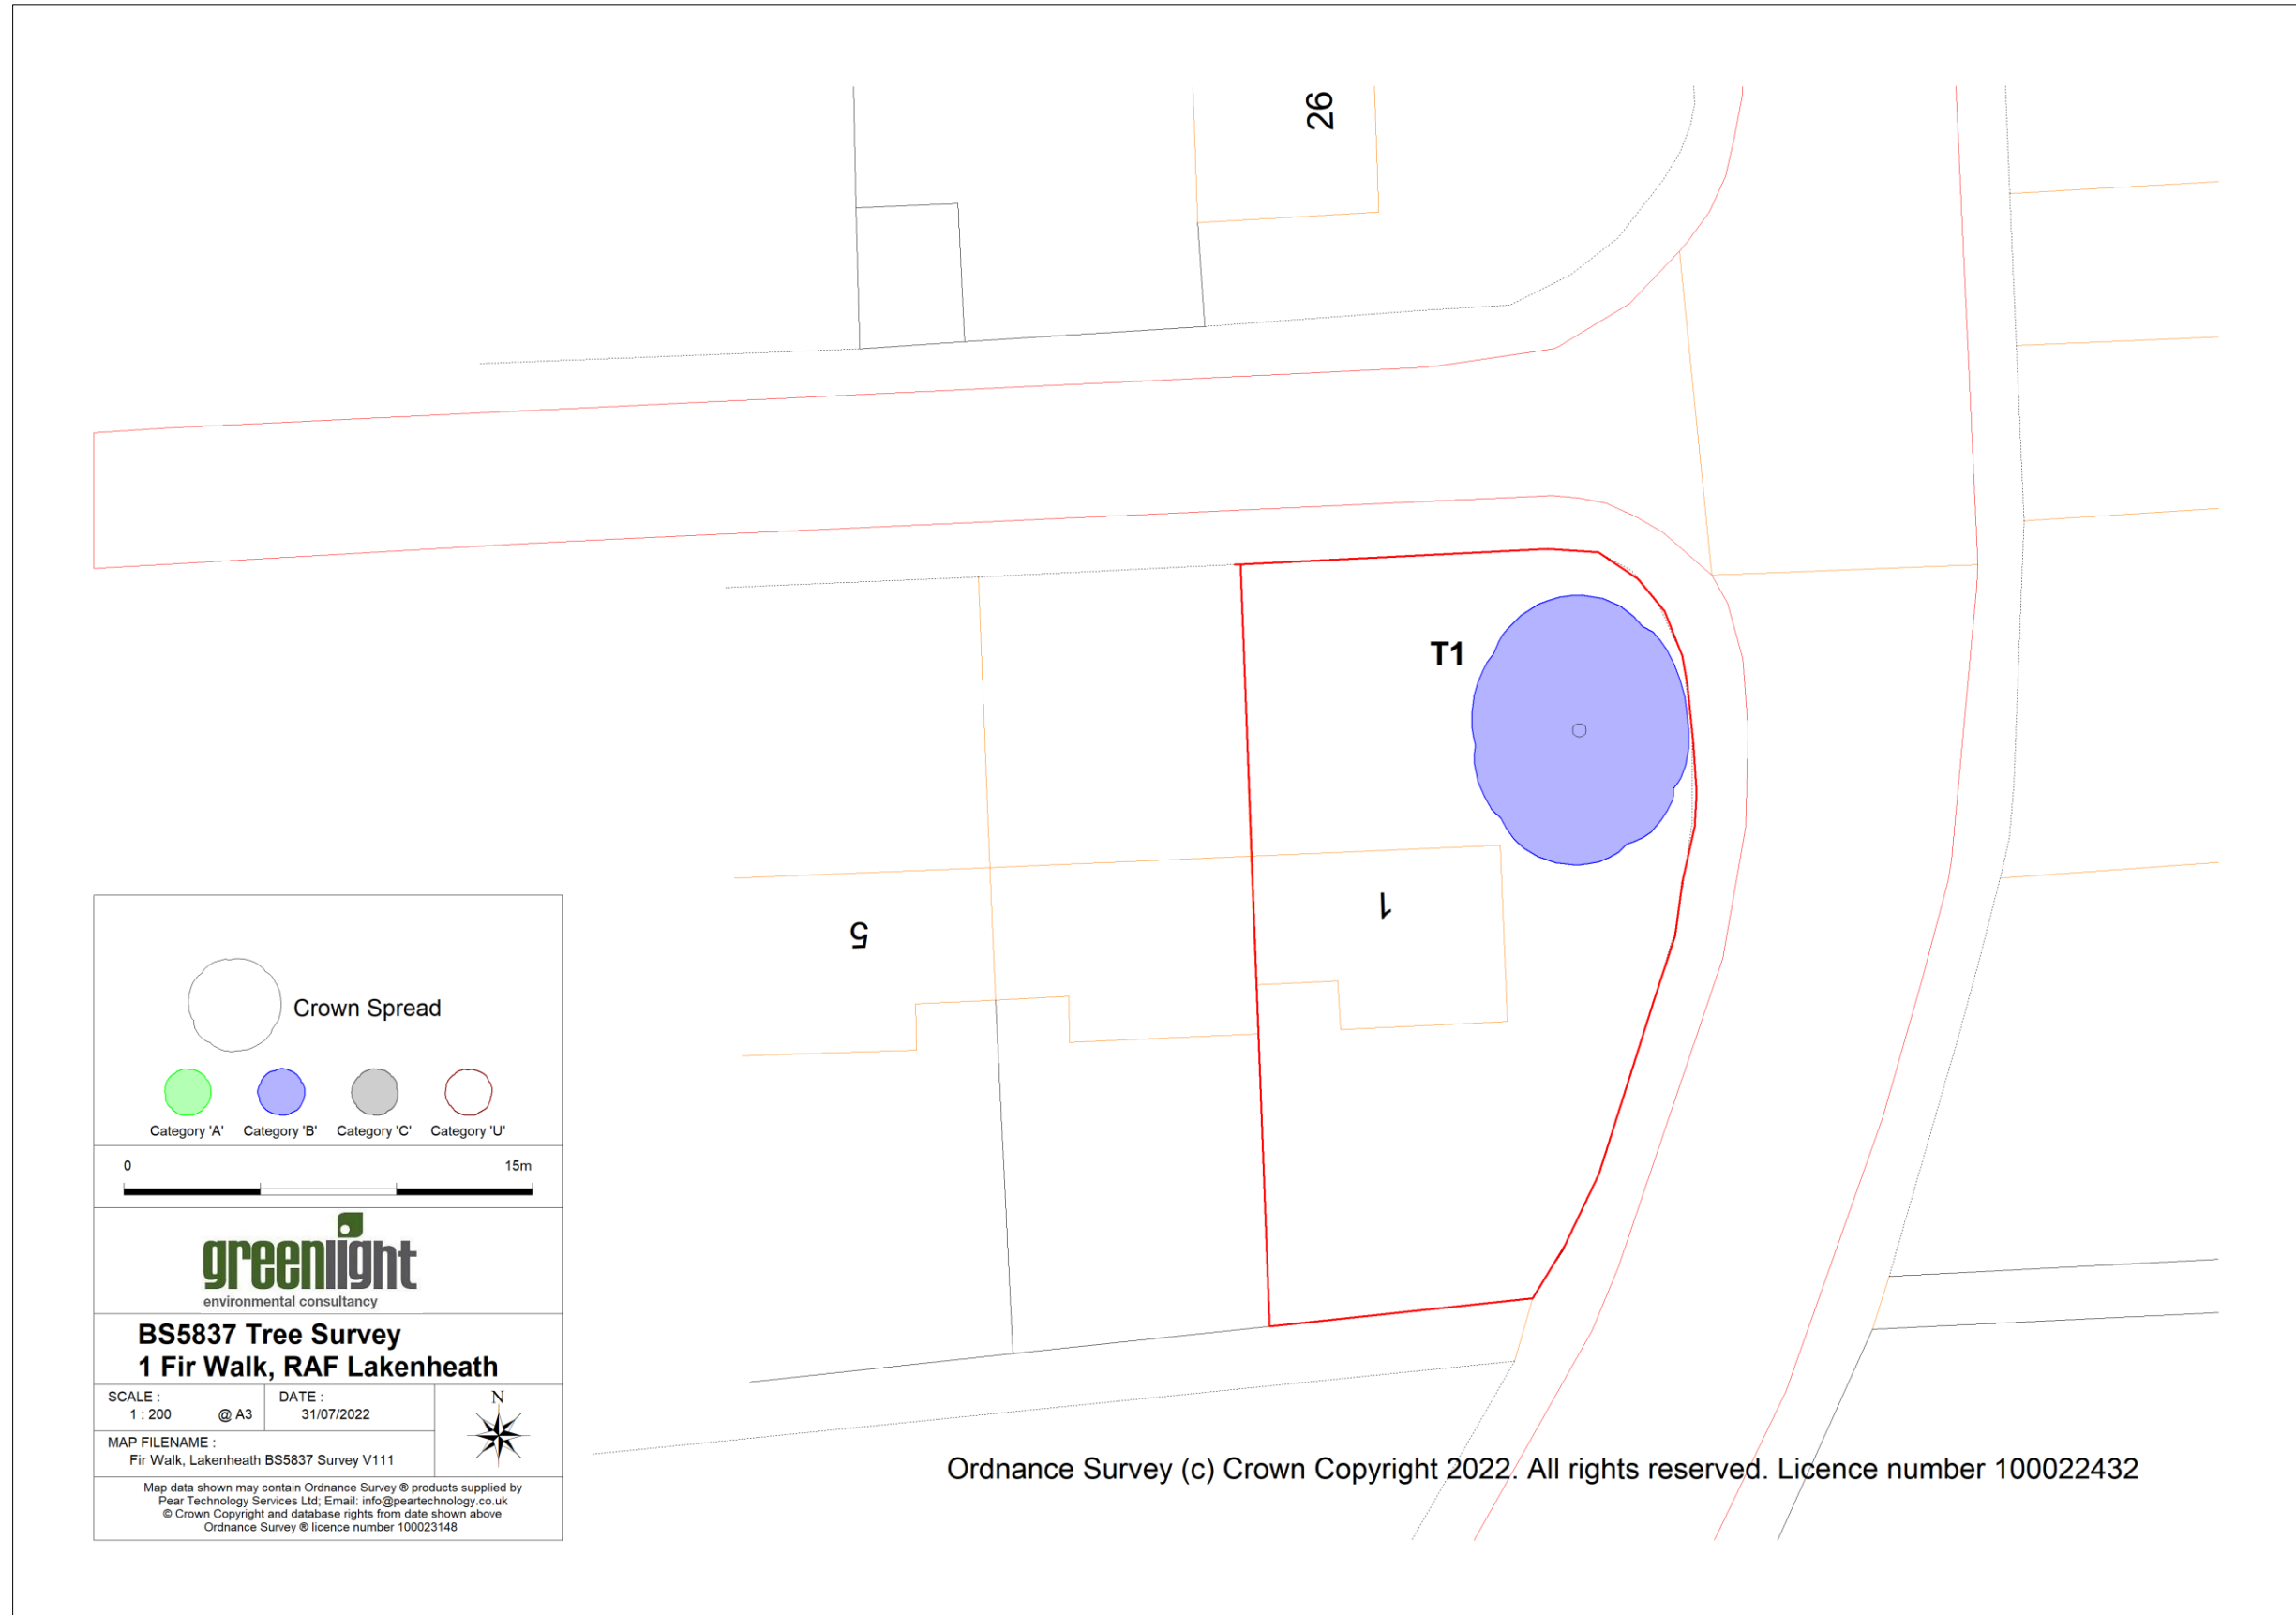 26
T1
1
5
Crown Spread
Category 'A' Category 'B' Category 'C' Category 'U'
0 15m
greenlight
environmental consultancy
BS5837 Tree Survey
1 Fir Walk, RAF Lakenheath
SCALE :
1 : 200 @ A3
DATE :
31/07/2022
N
MAP FILENAME :
Fir Walk, Lakenheath BS5837 Survey V111
Map data shown may contain Ordnance Survey ® products supplied by
Pear Technology Services Ltd; Email: info@peartechnology.co.uk
© Crown Copyright and database rights from date shown above
Ordnance Survey ® licence number 100023148
Ordnance Survey (c) Crown Copyright 2022. All rights reserved. Licence number 100022432